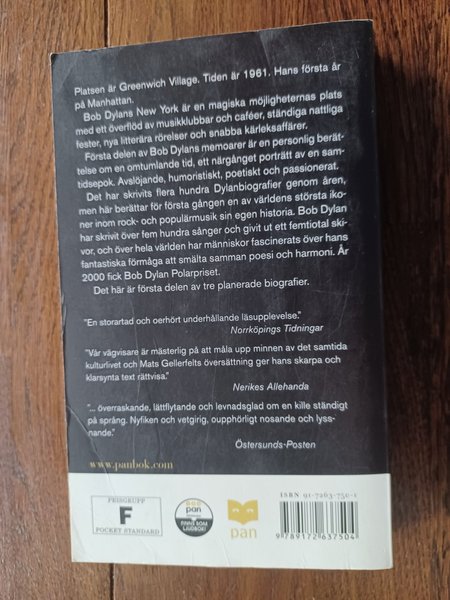 Platsen är Greenwich Village. Tiden är 1961. Hans första år
på Manhattan.
Bob Dylans New York är en magiska möjligheternas plats
med ett överflöd av musikklubbar och caféer, ständiga nattliga
fester, nya litterära rörelser och snabba kärleksaffärer.
Första delen av Bob Dylans memoarer är en personlig berät-
telse om en omtumlande tid, ett närgånget porträtt av en sam-
tidsepok. Avslöjande, humoristiskt, poetiskt och passionerat.
Det har skrivits flera hundra Dylanbiografier genom åren,
men här berättar för första gången en av världens största iko-
ner inom rock- och populärmusik sin egen historia. Bob Dylan
har skrivit över fem hundra sånger och givit ut ett femtiotal ski-
vor, och över hela världen har människor fascinerats över hans
fantastiska förmåga att smälta samman poesi och harmoni. År
2000 fick Bob Dylan Polarpriset.
Det här är första delen av tre planerade biografier.
"En storartad och oerhört underhållande läsupplevelse."
Norrköpings Tidningar
"Vår vägvisare är mästerlig på att måla upp minnen av det samtida
kulturlivet och Mats Gellerfelts översättning ger hans skarpa och
klarsynta text rättvisa."
Nerikes Allehanda
"... överraskande, lättflytande och levnadsglad om en kille ständigt
på språng. Nyfiken och vetgirig, oupphörligt nosande och lyss-
nande."
Östersunds-Posten
www.panbok.com
PRISGRUPP
F
POCKET STANDARD
pan
FINNS SOM
LJUDBOK!
pan
ISBN 91-7263-750-1
9 789172 637504